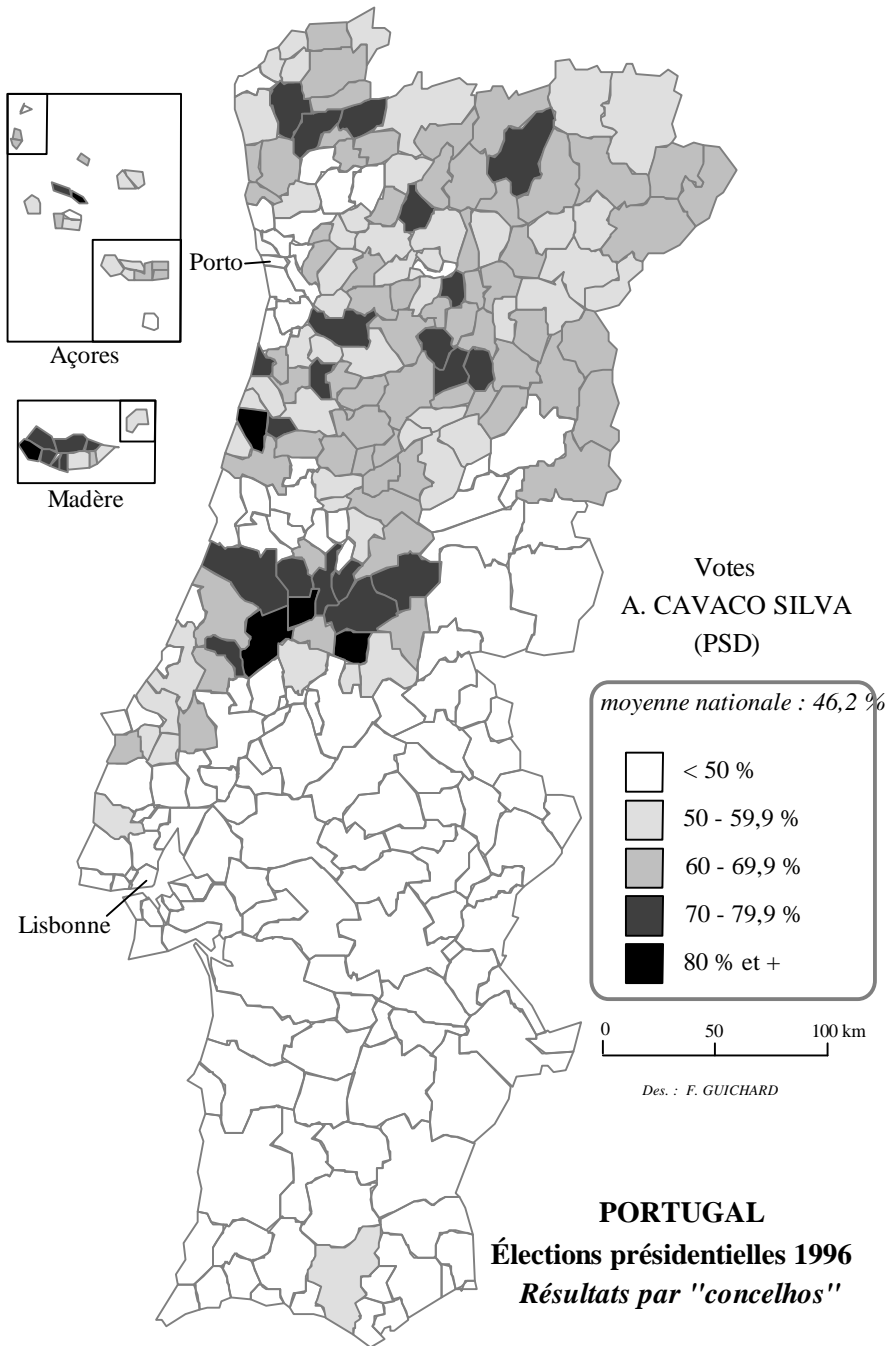 Porto
Açores
Madère
Lisbonne
Votes
A. CAVACO SILVA
(PSD)
moyenne nationale : 46,2 %
< 50 %
50 - 59,9 %
60 - 69,9 %
70 - 79,9 %
80 % et +
0 50 100 km
Des. : F. GUICHARD
PORTUGAL
Élections présidentielles 1996
Résultats par "concelhos"